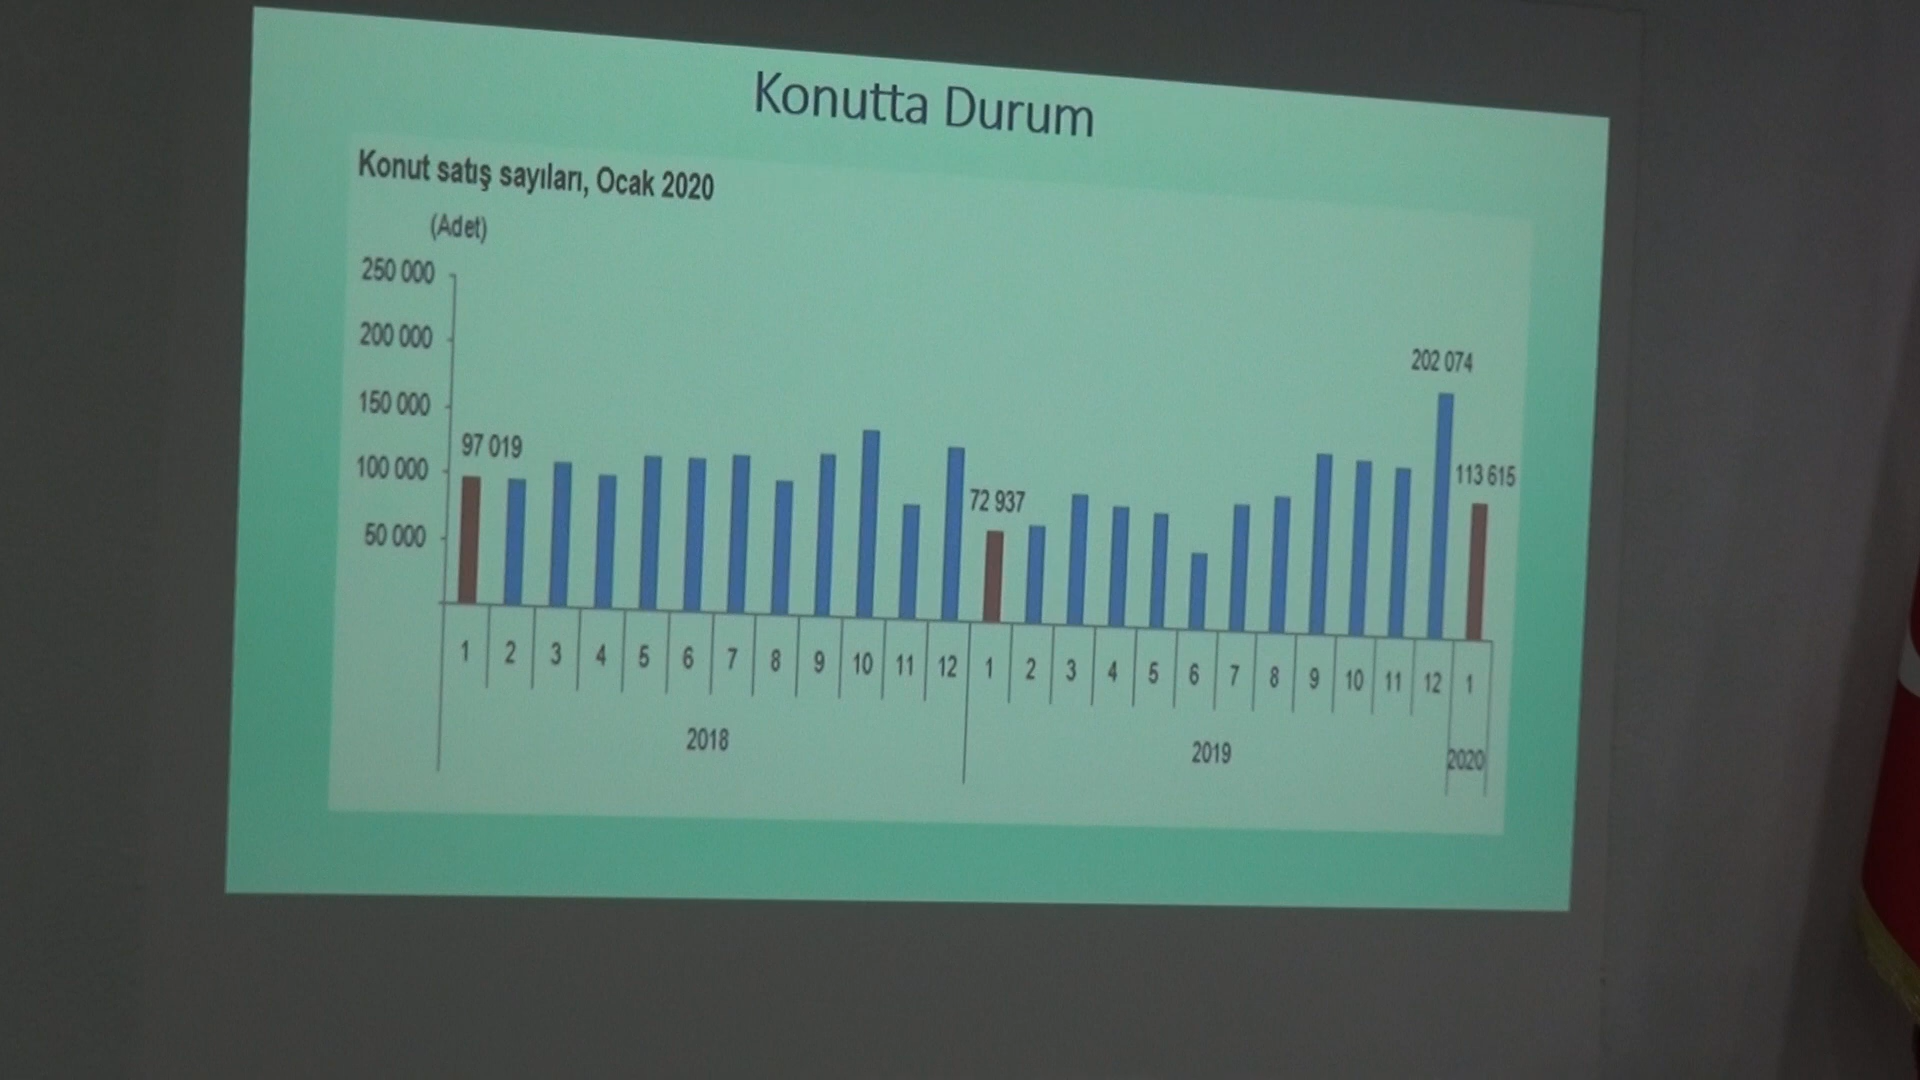 Konutta Durum
Konut satış sayıları, Ocak 2020
(Adet)
250 000
200 000
150 000
100 000
50 000
97 019
72 937
202 074
113 615
1 2 3 4 5 6 7 8 9 10 11 12 1 2 3 4 5 6 7 8 9 10 11 12 1
2018 2019 2020